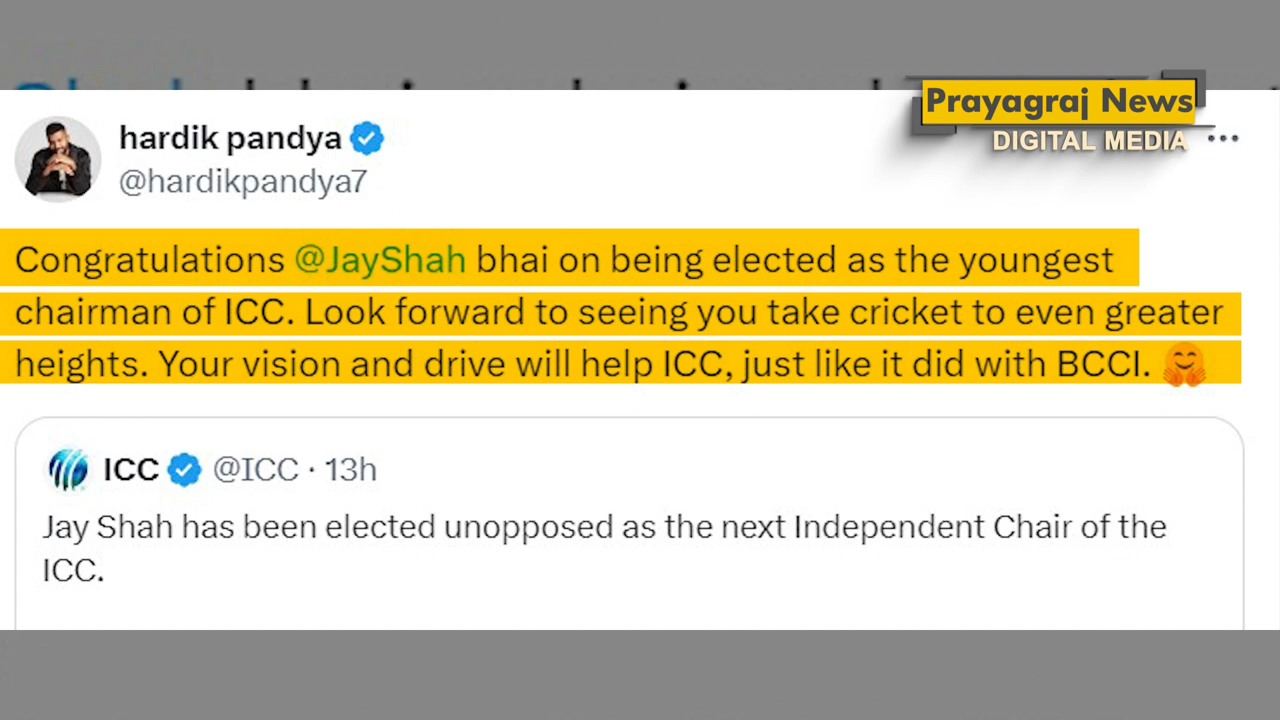 Prayagraj News
DIGITAL MEDIA
hardik pandya
@hardikpandya7
Congratulations @JayShah bhai on being elected as the youngest
chairman of ICC. Look forward to seeing you take cricket to even greater
heights. Your vision and drive will help ICC, just like it did with BCCI. 🤗
ICC @ICC · 13h
Jay Shah has been elected unopposed as the next Independent Chair of the
ICC.